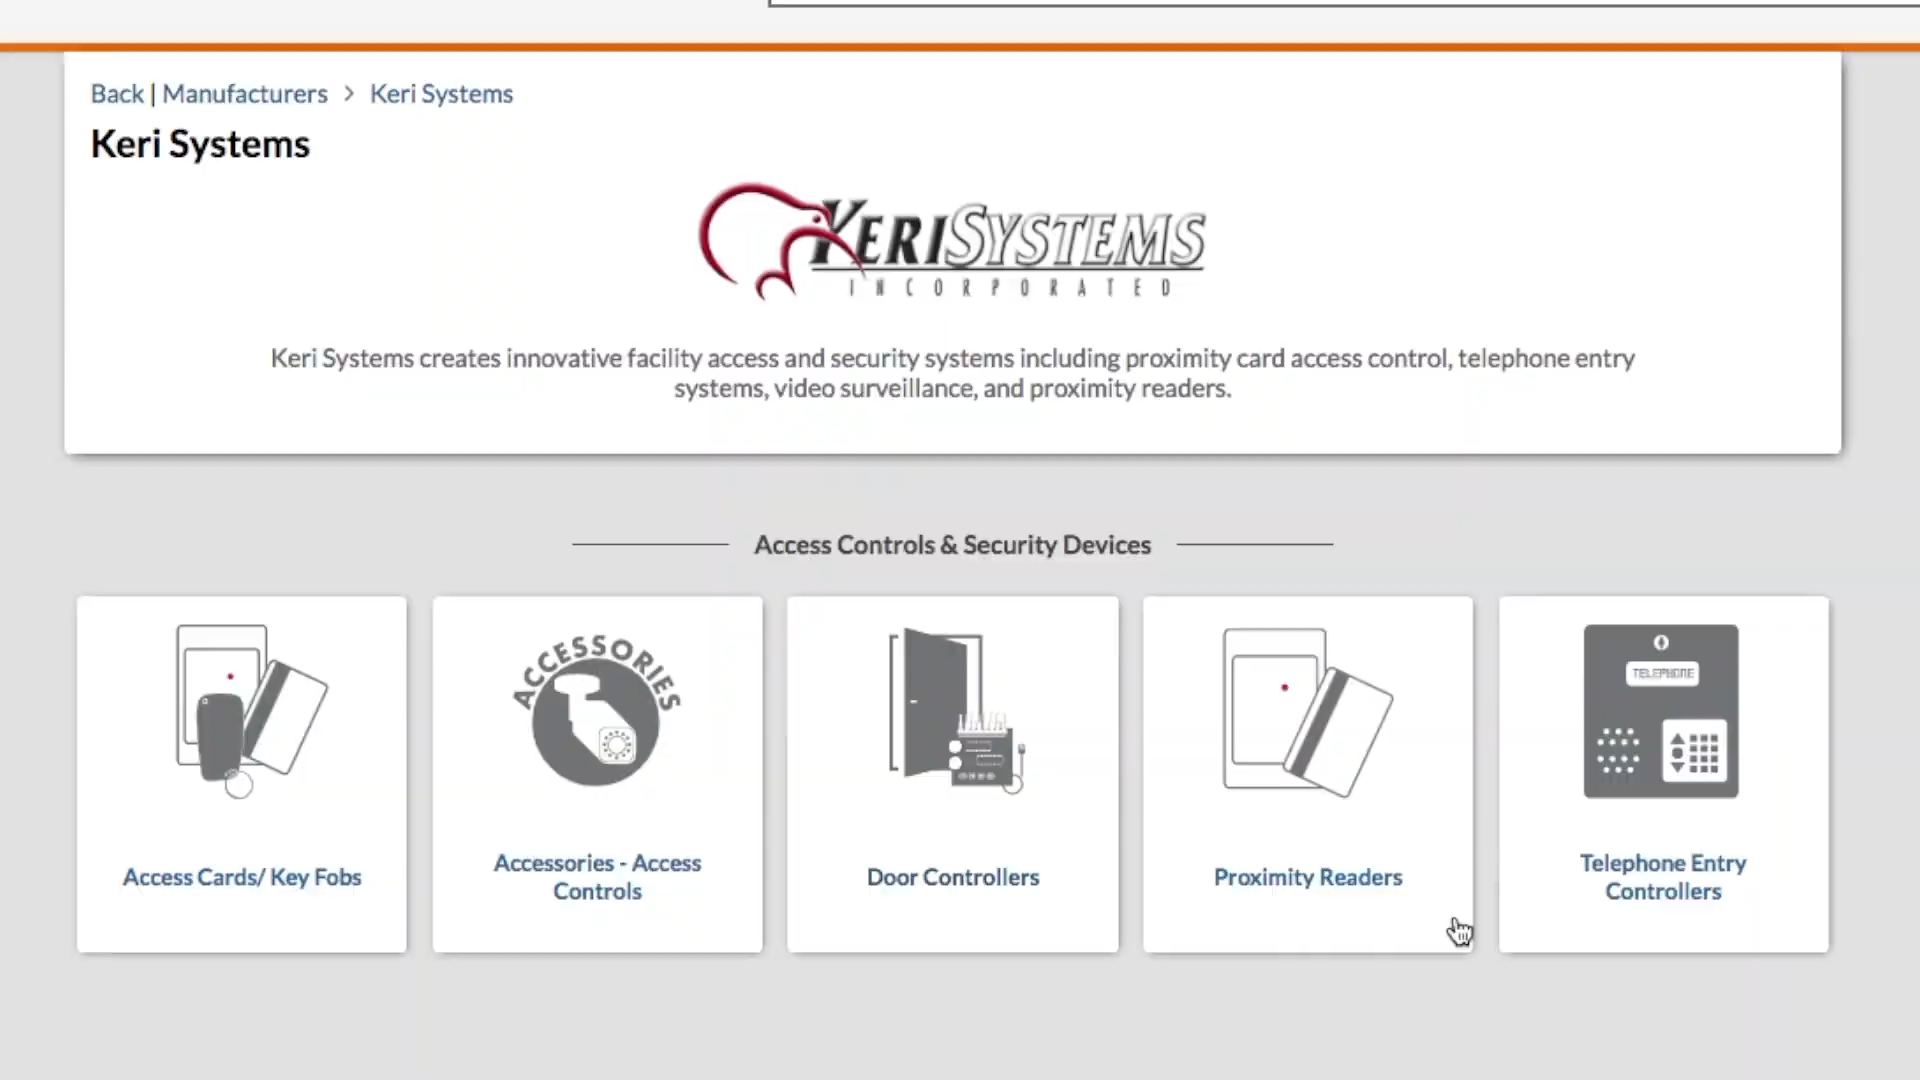 Back | Manufacturers > Keri Systems
Keri Systems
KERISYSTEMS
INCORPORATED
Keri Systems creates innovative facility access and security systems including proximity card access control, telephone entry
systems, video surveillance, and proximity readers.
Access Controls & Security Devices
ACCESSORIES
TELEPHONE
Access Cards/ Key Fobs
Accessories - Access
Controls
Door Controllers
Proximity Readers
Telephone Entry
Controllers